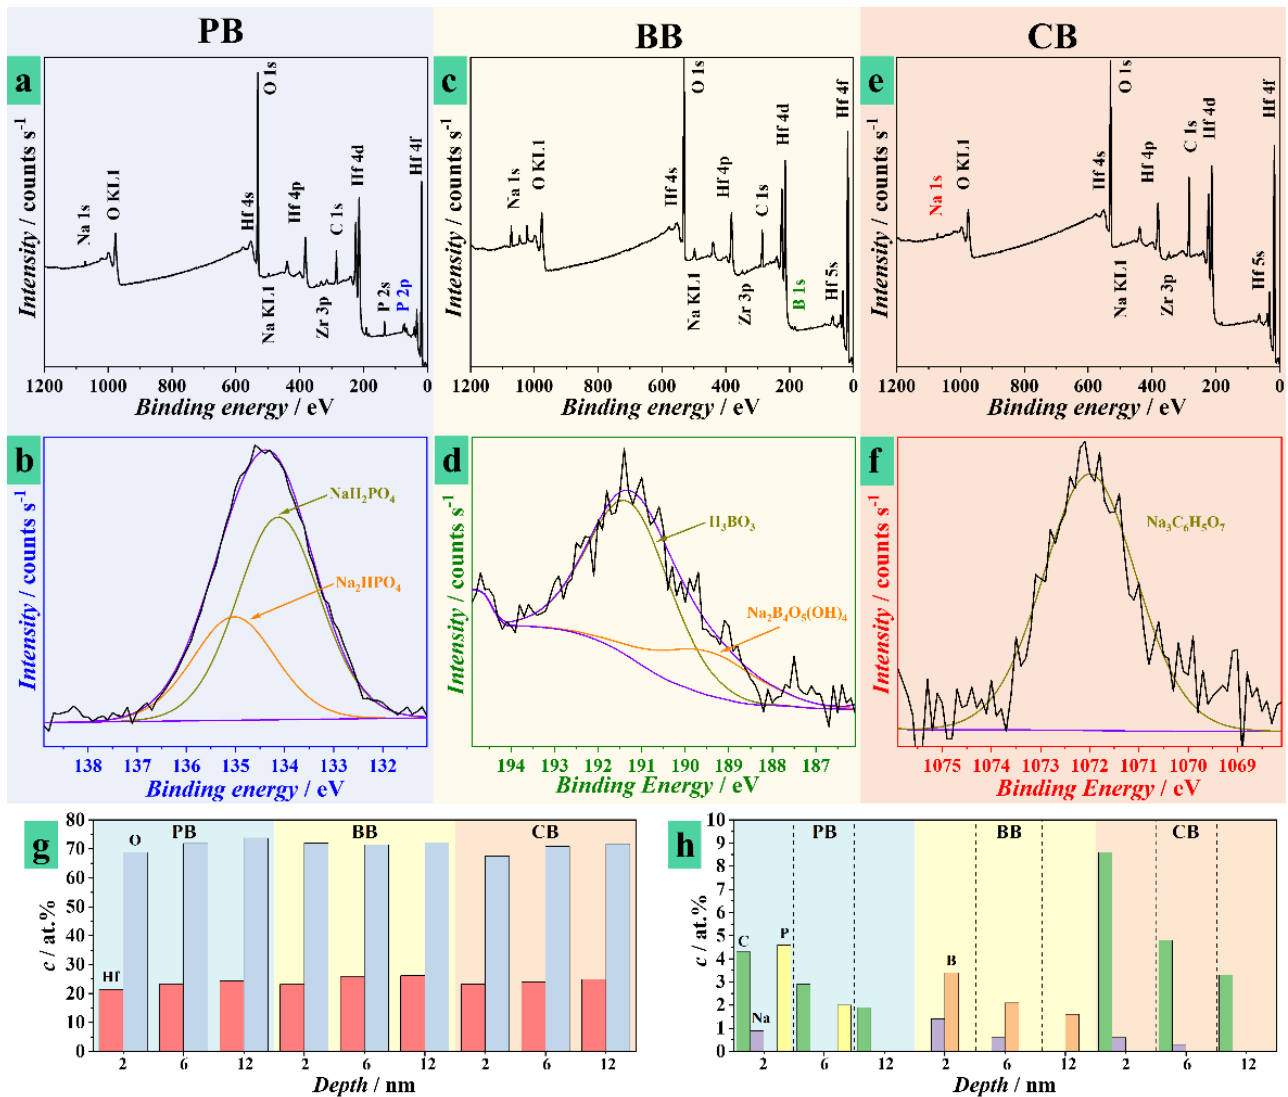 PB
BB
CB
a
Intensity / counts s⁻¹
Na 1s
O KL1
Hf 4s
O 1s
Na KL1
Hf 4p
Zr 3p
C 1s
Hf 4d
P 2s
P 2p
Hf 4f
1200 1000 800 600 400 200 0
Binding energy / eV
c
Intensity / counts s⁻¹
Na 1s
O KL1
Hf 4s
O 1s
Na KL1
Hf 4p
Zr 3p
C 1s
Hf 4d
B 1s
Hf 5s
Hf 4f
1200 1000 800 600 400 200 0
Binding energy / eV
e
Intensity / counts s⁻¹
Na 1s
O KL1
Hf 4s
O 1s
Na KL1
Hf 4p
Zr 3p
C 1s
Hf 4d
Hf 5s
Hf 4f
1200 1000 800 600 400 200 0
Binding energy / eV
b
Intensity / counts s⁻¹
NaH₂PO₄
Na₂HPO₄
138 137 136 135 134 133 132
Binding energy / eV
d
Intensity / counts s⁻¹
H₃BO₃
Na₂B₄O₅(OH)₄
194 193 192 191 190 189 188 187
Binding Energy / eV
f
Intensity / counts s⁻¹
Na₃C₆H₅O₇
1075 1074 1073 1072 1071 1070 1069
Binding Energy / eV
g
PB BB CB
O
Hf
c / at.%
80
70
60
50
40
30
20
10
0
2 6 12 2 6 12 2 6 12
Depth / nm
h
PB BB CB
C
Na
P
B
c / at.%
10
9
8
7
6
5
4
3
2
1
0
2 6 12 2 6 12 2 6 12
Depth / nm